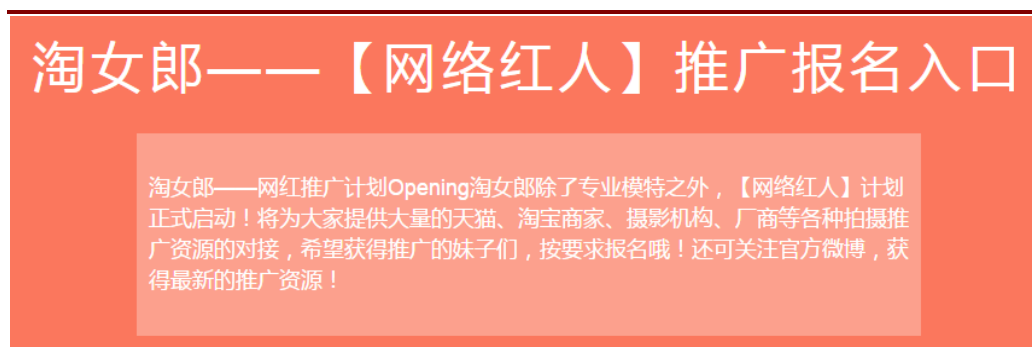 淘女郎——【网络红人】推广报名入口
淘女郎——网红推广计划Opening淘女郎除了专业模特之外，【网络红人】计划
正式启动！将为大家提供大量的天猫、淘宝商家、摄影机构、厂商等各种拍摄推
广资源的对接，希望获得推广的妹子们，按要求报名哦！还可关注官方微博，获
得最新的推广资源！